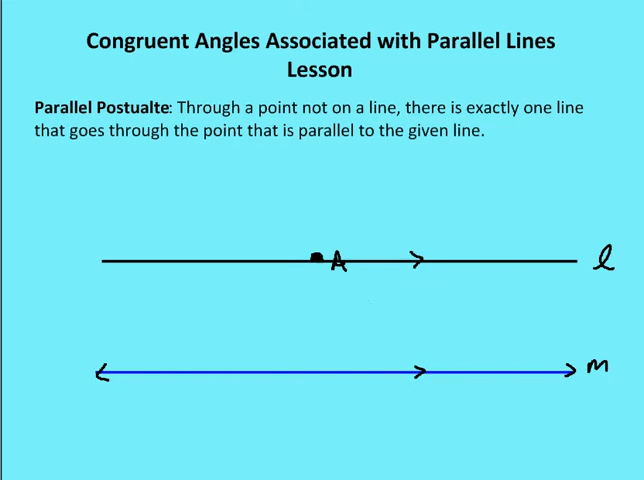 Congruent Angles Associated with Parallel Lines
Lesson
Parallel Postualte: Through a point not on a line, there is exactly one line
that goes through the point that is parallel to the given line.
A
l
m